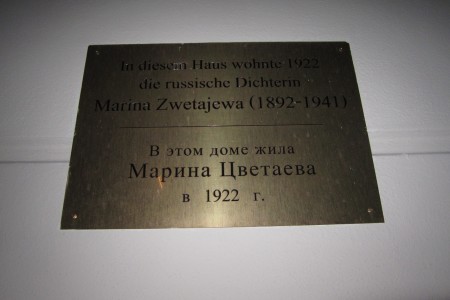 In diesem Haus wohnte 1922
die russische Dichterin
Marina Zwetajewa (1892-1941)
В этом доме жила
Марина Цветаева
в 1922 г.